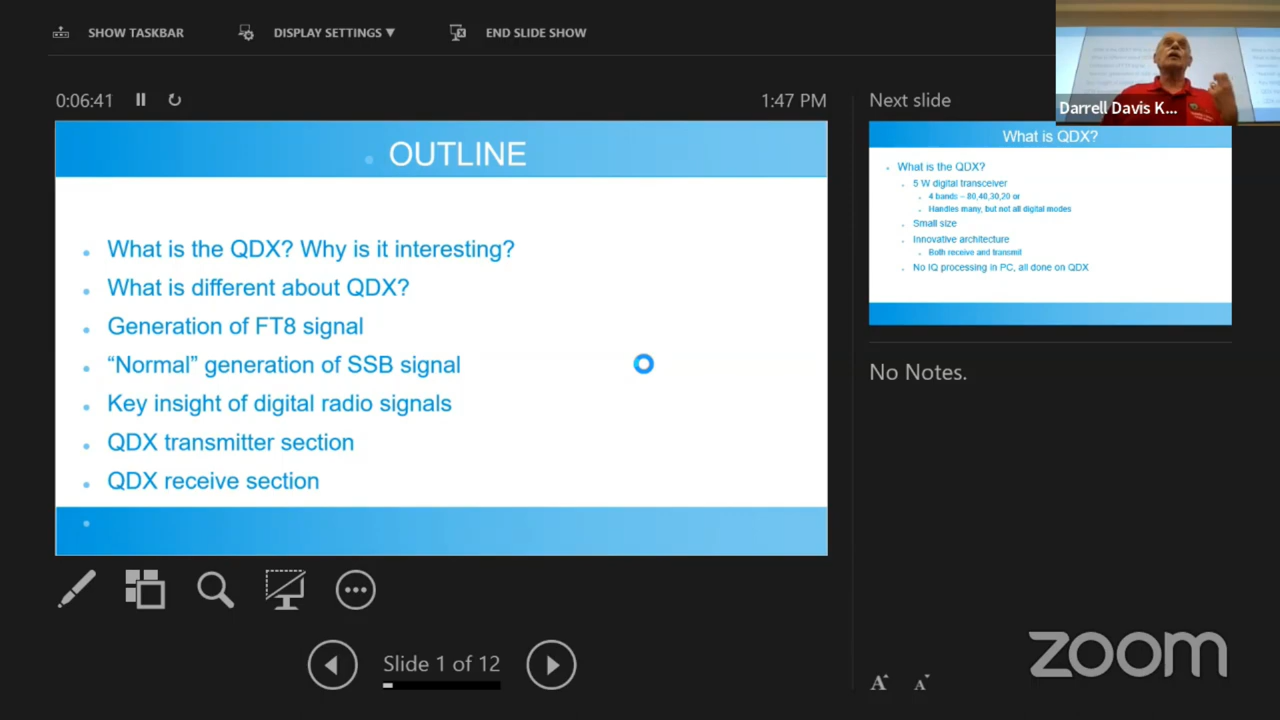 SHOW TASKBAR
DISPLAY SETTINGS ▼
END SLIDE SHOW
0:06:41
1:47 PM
Next slide
Darrell Davis K...
OUTLINE
What is the QDX? Why is it interesting?
What is different about QDX?
Generation of FT8 signal
“Normal” generation of SSB signal
Key insight of digital radio signals
QDX transmitter section
QDX receive section
What is QDX?
What is the QDX?
5 W digital transceiver
4 bands – 80,40,30,20 or
Handles many, but not all digital modes
Small size
Innovative architecture
Both receive and transmit
No IQ processing in PC, all done on QDX
No Notes.
Slide 1 of 12
A A
zoom